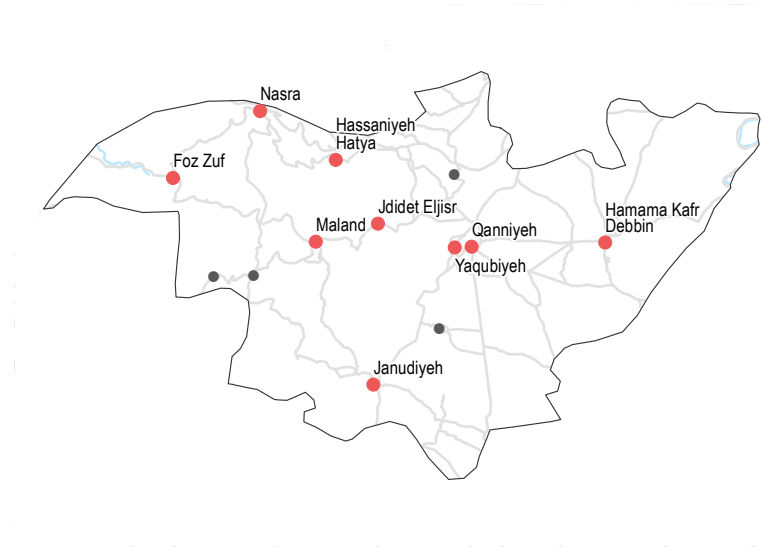 Nasra
Hassaniyeh
Hatya
Foz Zuf
Jdidet Eljisr
Maland
Qanniyeh
Hamama Kafr
Debbin
Yaqubiyeh
Janudiyeh